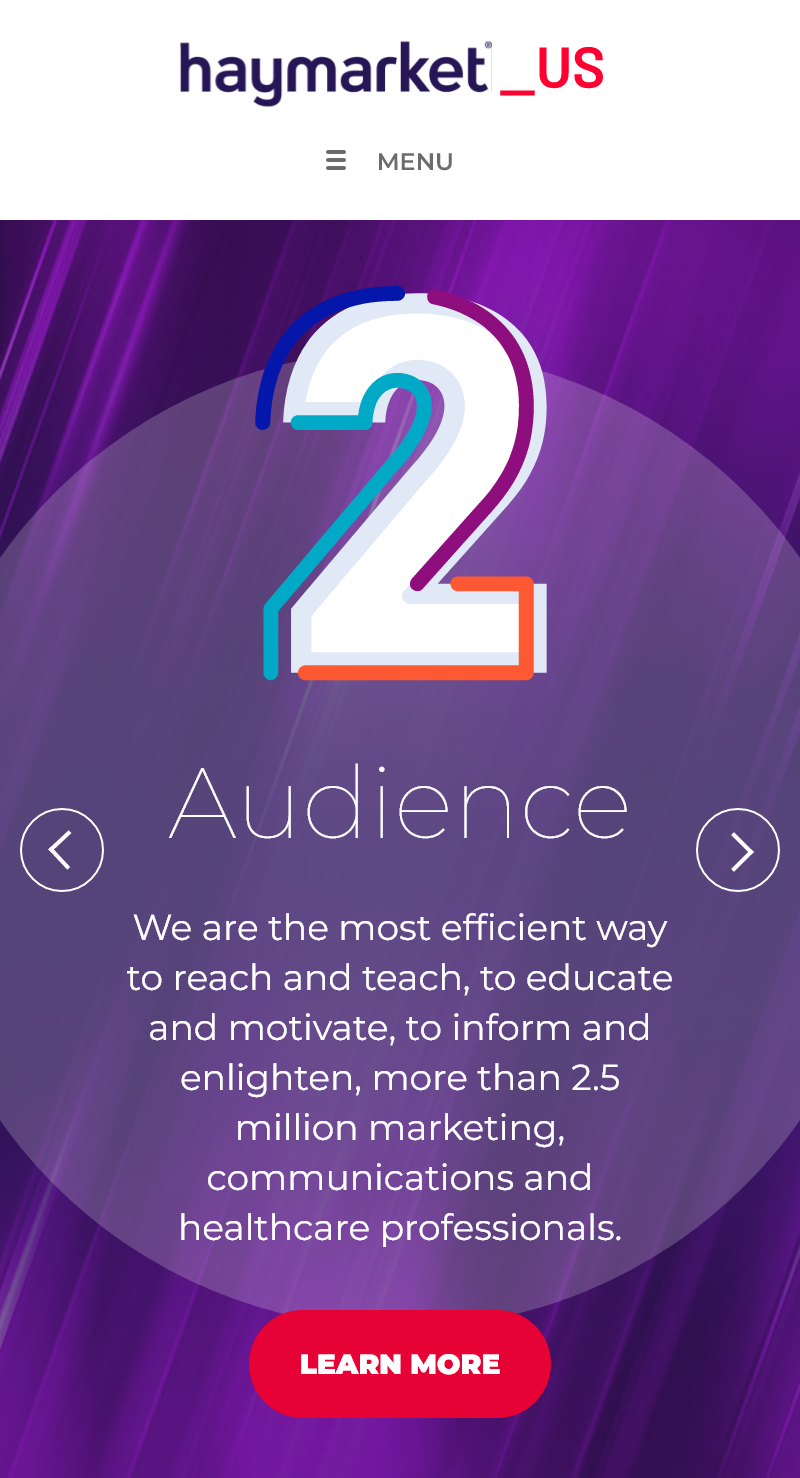 haymarket®_US
☰ MENU
2
Audience
We are the most efficient way
to reach and teach, to educate
and motivate, to inform and
enlighten, more than 2.5
million marketing,
communications and
healthcare professionals.
LEARN MORE